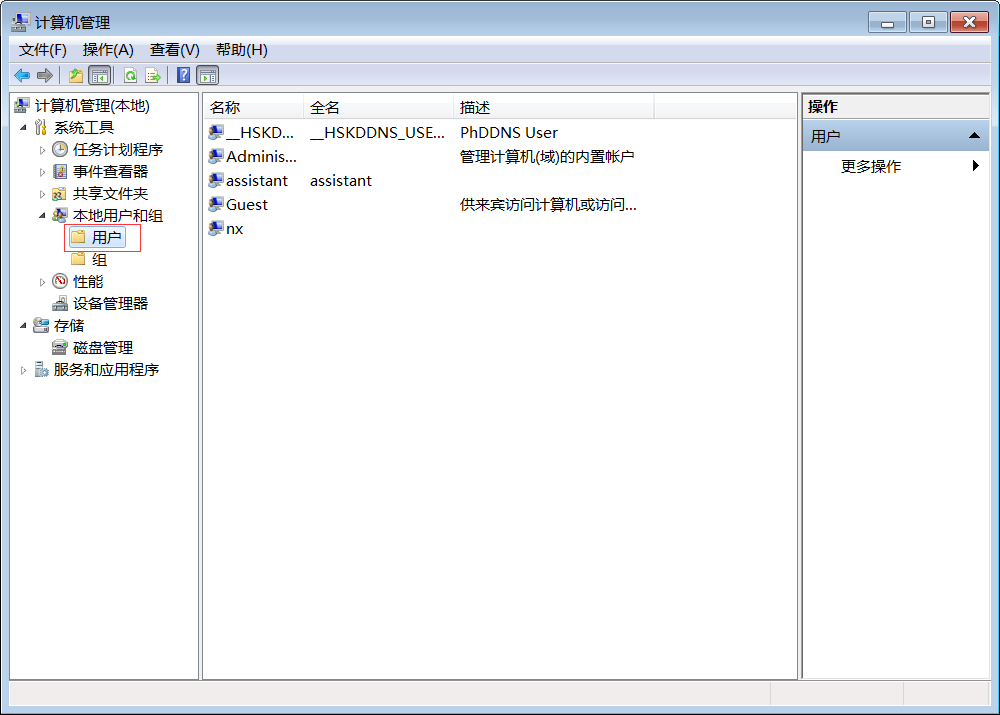 计算机管理
文件(F) 操作(A) 查看(V) 帮助(H)
计算机管理(本地)
系统工具
任务计划程序
事件查看器
共享文件夹
本地用户和组
用户
组
性能
设备管理器
存储
磁盘管理
服务和应用程序
名称 全名 描述
__HSKD... __HSKDDNS_USE... PhDDNS User
Adminis... 管理计算机(域)的内置帐户
assistant assistant
Guest 供来宾访问计算机或访问...
nx
操作
用户
更多操作